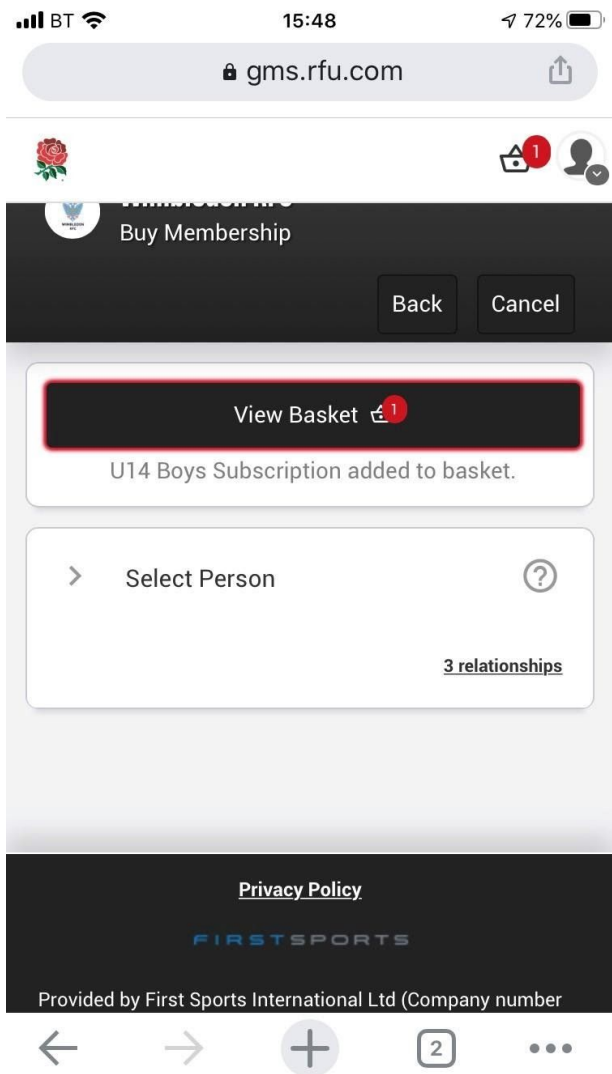 BT 15:48 72%
gms.rfu.com
1
Buy Membership
Back Cancel
View Basket 1
U14 Boys Subscription added to basket.
Select Person ?
3 relationships
Privacy Policy
FIRSTSPORTS
Provided by First Sports International Ltd (Company number
2